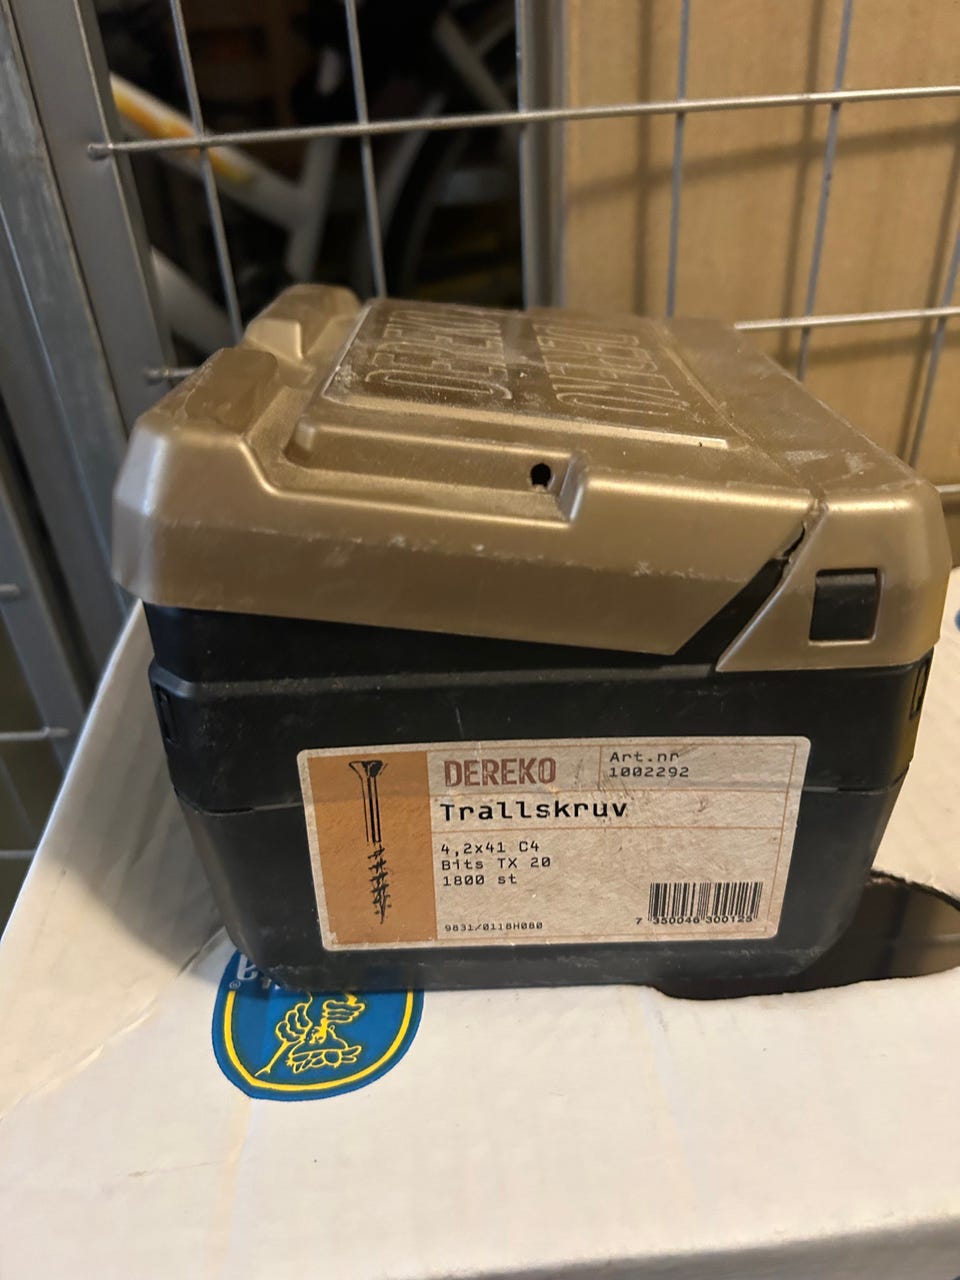 DEREKO
DEREKO
DEREKO
Art.nr
1002292
Trallskruv
4,2x41 C4
Bits TX 20
1800 st
9831/0118H080
7 350046 300125